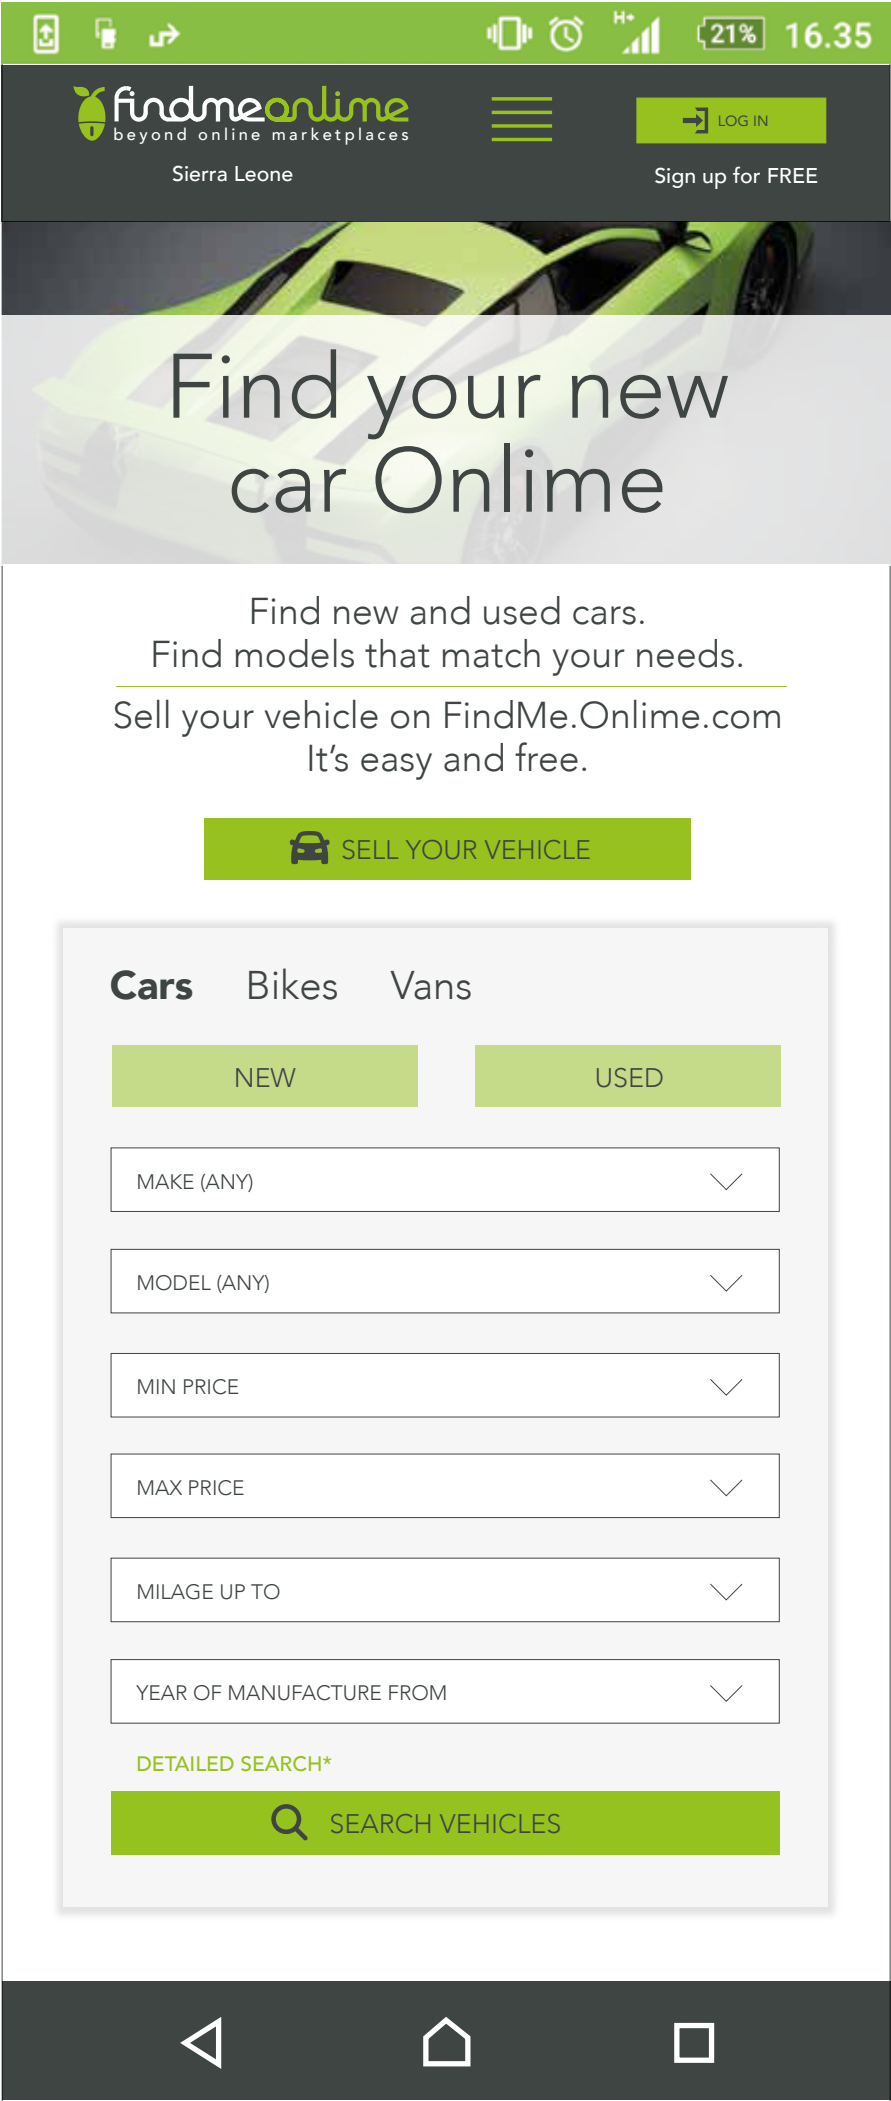 H+ 21% 16.35
findmeonlime
beyond online marketplaces
LOG IN
Sierra Leone
Sign up for FREE
Find your new
car Onlime
Find new and used cars.
Find models that match your needs.
Sell your vehicle on FindMe.Onlime.com
It's easy and free.
SELL YOUR VEHICLE
Cars Bikes Vans
NEW USED
MAKE (ANY)
MODEL (ANY)
MIN PRICE
MAX PRICE
MILAGE UP TO
YEAR OF MANUFACTURE FROM
DETAILED SEARCH*
SEARCH VEHICLES